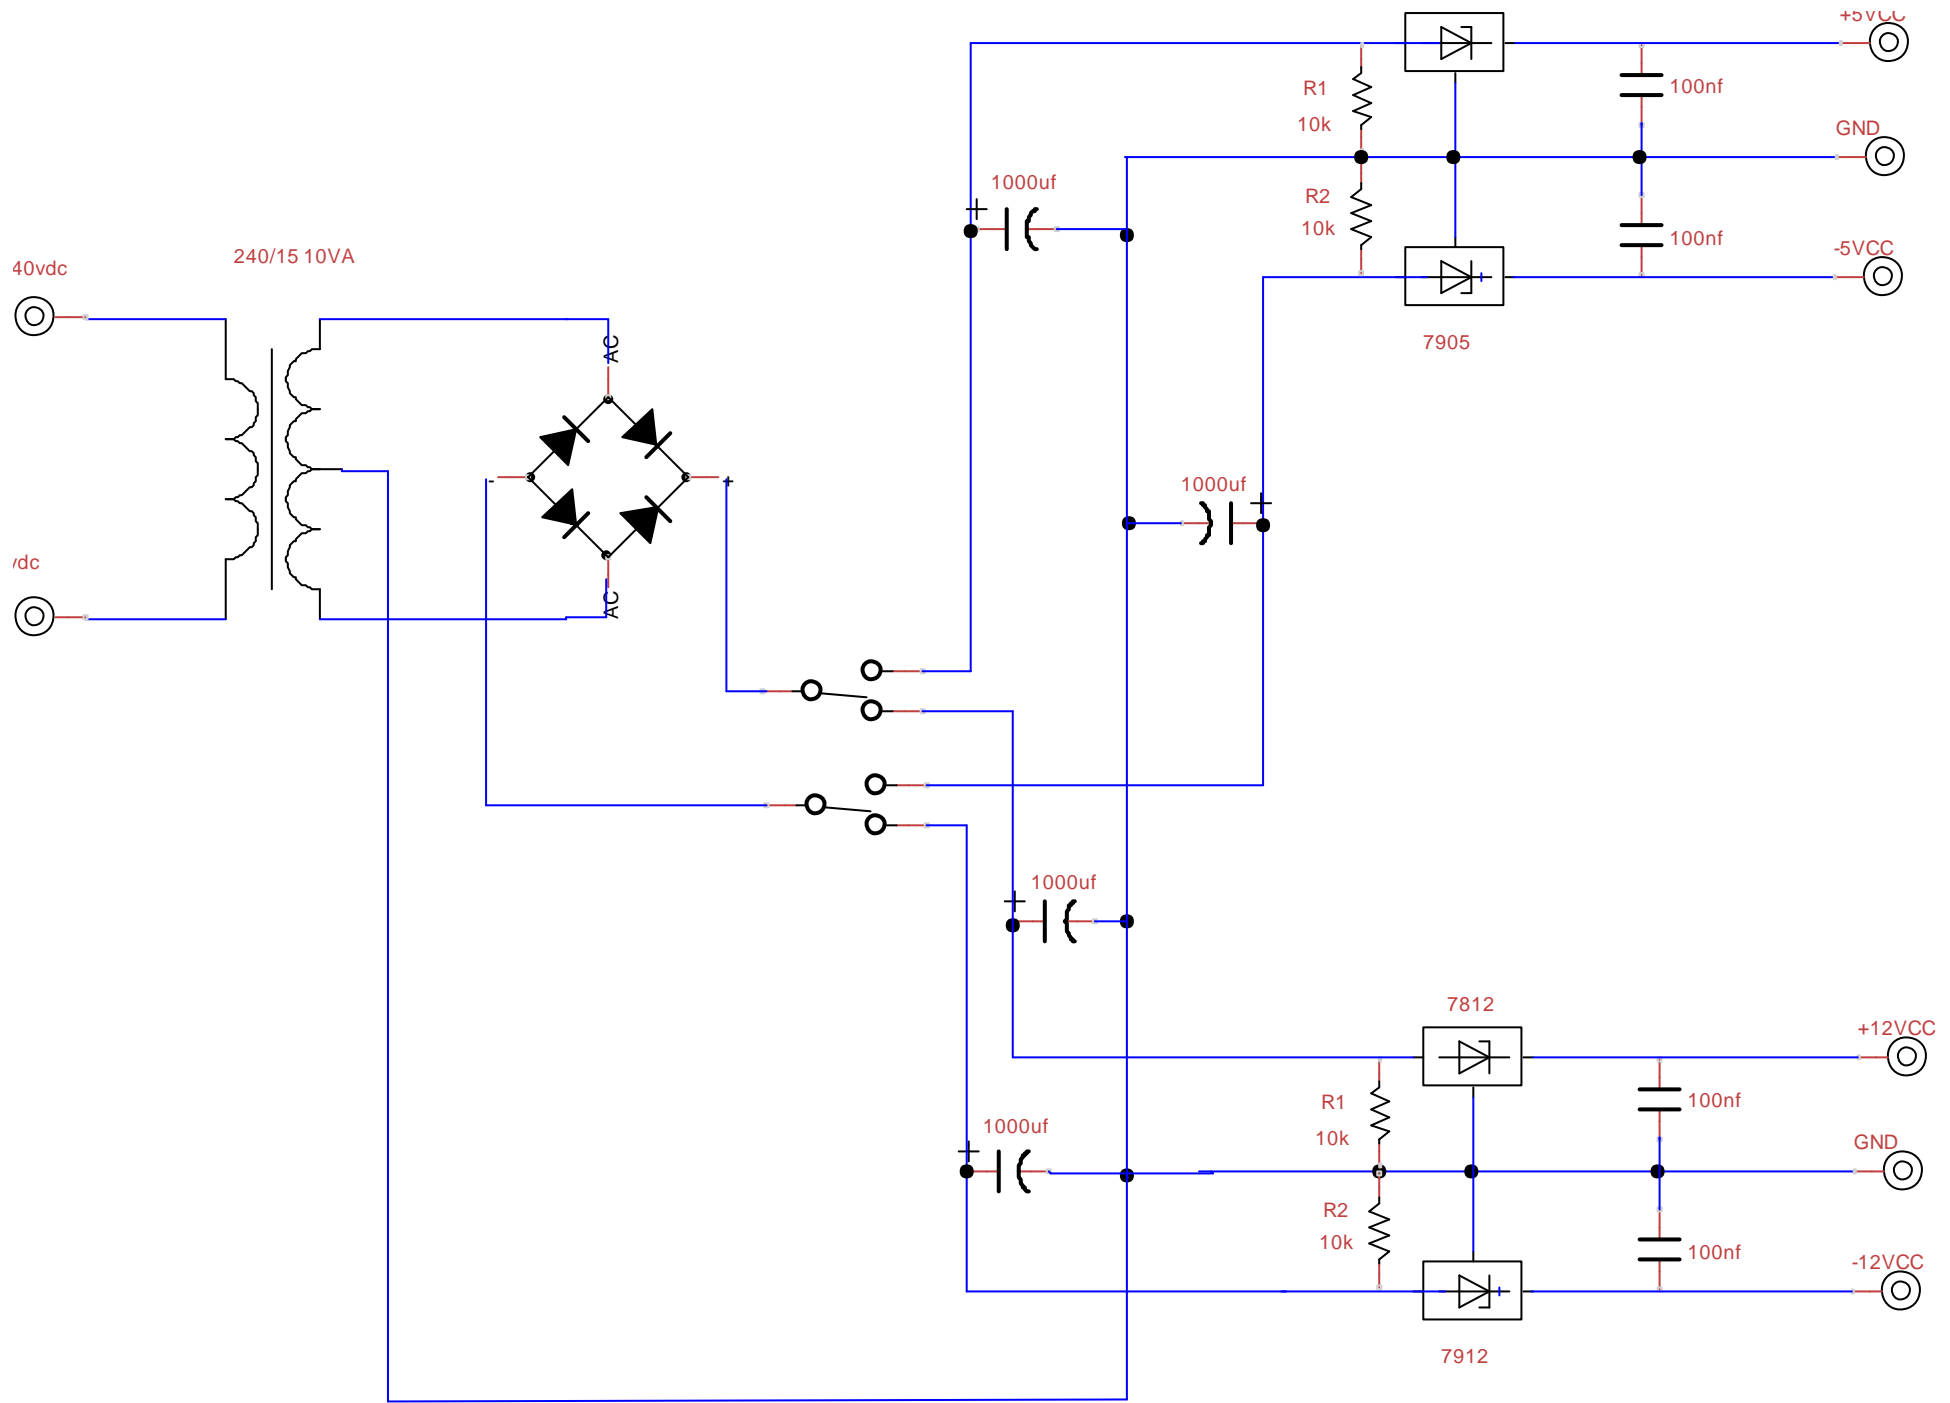 +5VCC
R1
100nf
10k
GND
1000uf
R2
10k
100nf
-5VCC
240/15 10VA
40vdc
7905
AC
-
+
1000uf
vdc
AC
1000uf
7812
+12VCC
R1
100nf
10k
1000uf
GND
R2
10k
100nf
-12VCC
7912